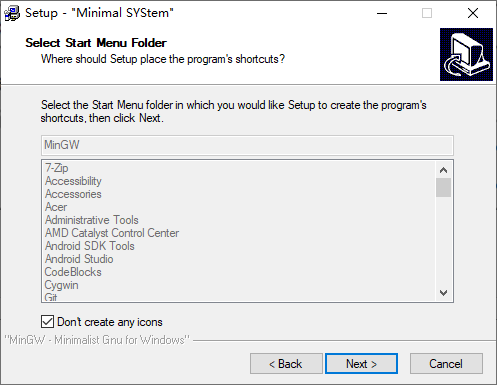 Setup - "Minimal SYStem"
Select Start Menu Folder
Where should Setup place the program's shortcuts?
Select the Start Menu folder in which you would like Setup to create the program's
shortcuts, then click Next.
MinGW
7-Zip
Accessibility
Accessories
Acer
Administrative Tools
AMD Catalyst Control Center
Android SDK Tools
Android Studio
CodeBlocks
Cygwin
Git
Don't create any icons
"MinGW - Minimalist Gnu for Windows"
< Back
Next >
Cancel